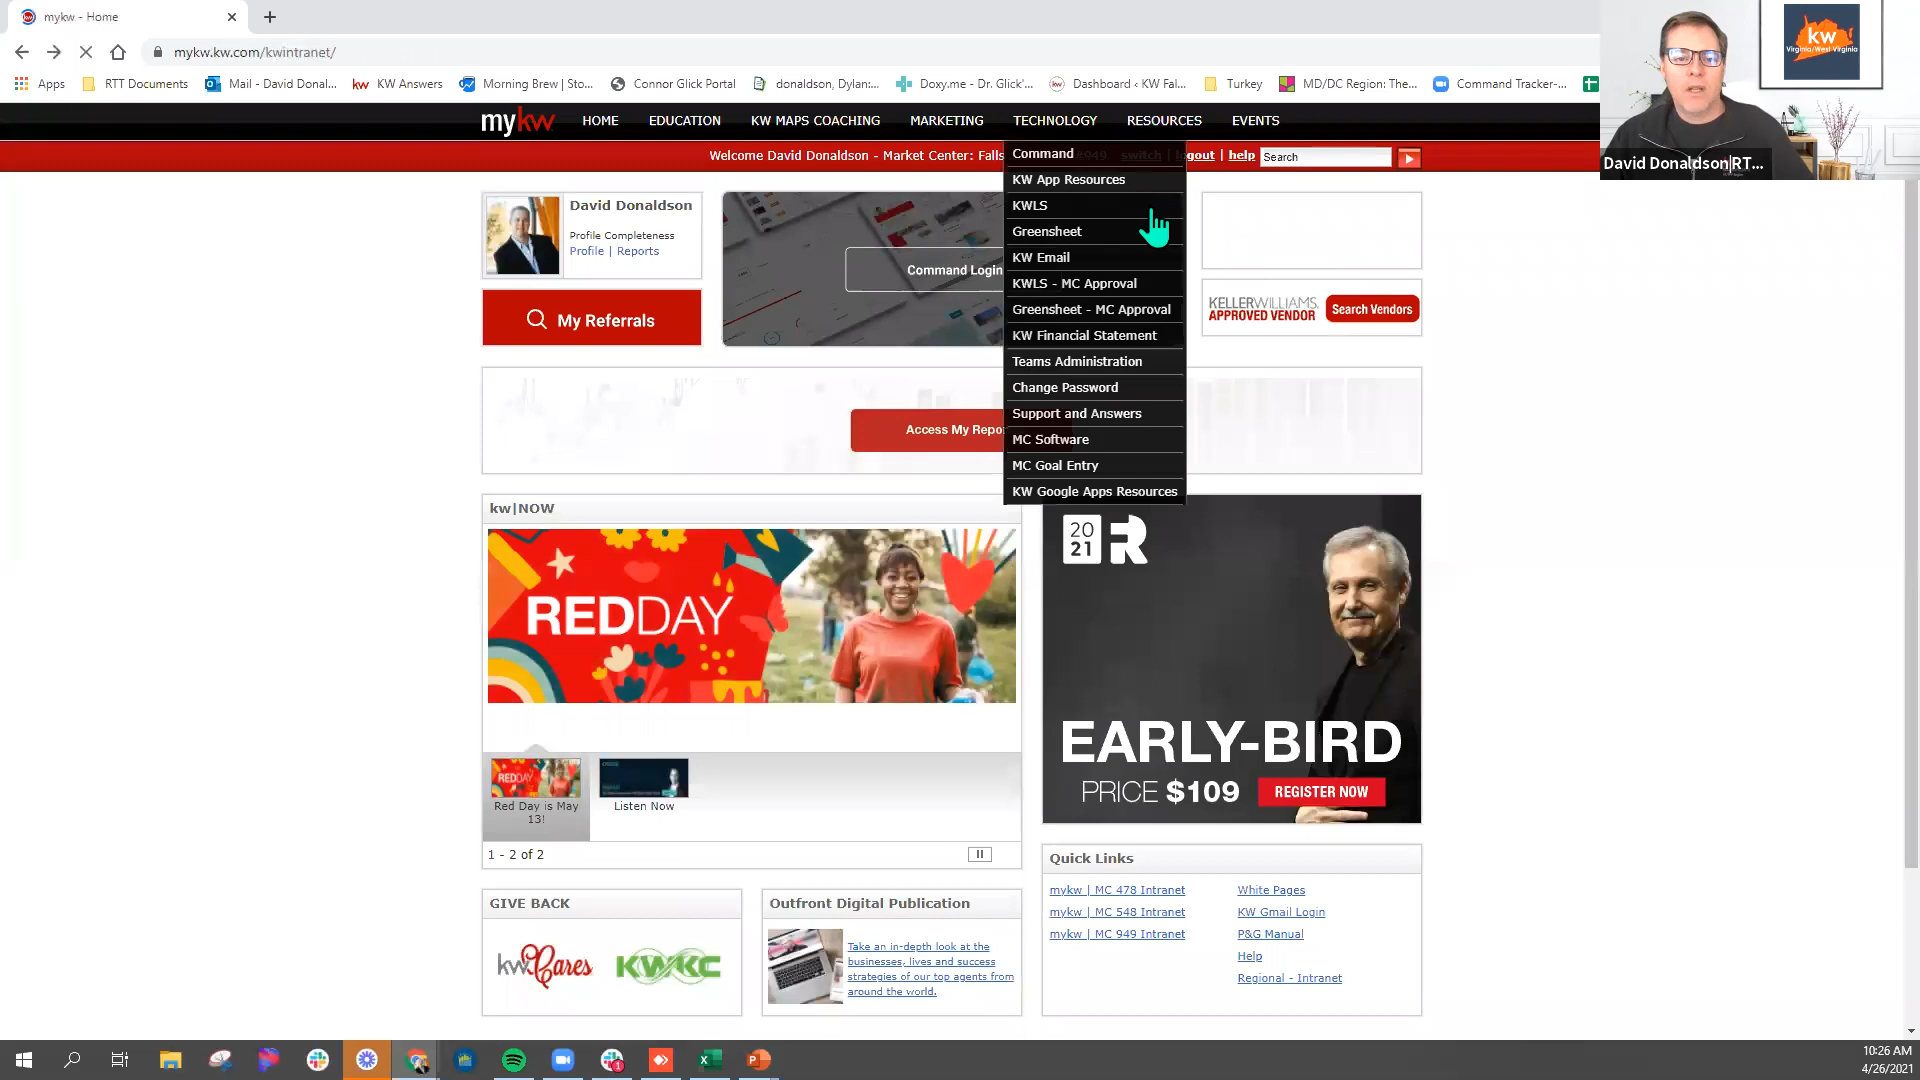 mykw - Home
mykw.kw.com/kwintranet/
Apps
RTT Documents
Mail - David Donal...
KW Answers
Morning Brew | Sto...
Connor Glick Portal
donaldson, Dylan:...
Doxy.me - Dr. Glick'...
Dashboard ‹ KW Fal...
Turkey
MD/DC Region: The...
Command Tracker-...
kw
Virginia/West Virginia
David Donaldson|RT...
mykw
HOME
EDUCATION
KW MAPS COACHING
MARKETING
TECHNOLOGY
RESOURCES
EVENTS
Welcome David Donaldson - Market Center: Falls
switch | logout | help
Search
Command
KW App Resources
KWLS
Greensheet
KW Email
KWLS - MC Approval
Greensheet - MC Approval
KW Financial Statement
Teams Administration
Change Password
Support and Answers
MC Software
MC Goal Entry
KW Google Apps Resources
David Donaldson
Profile Completeness
Profile | Reports
My Referrals
Command Login
KELLERWILLIAMS.
APPROVED VENDOR
Search Vendors
Access My Repo
kw|NOW
REDDAY
REDDAY
Red Day is May
13!
Listen Now
1 - 2 of 2
2021 R
EARLY-BIRD
PRICE $109
REGISTER NOW
GIVE BACK
kwCares
KWKC
Outfront Digital Publication
Take an in-depth look at the
businesses, lives and success
strategies of our top agents from
around the world.
Quick Links
mykw | MC 478 Intranet
mykw | MC 548 Intranet
mykw | MC 949 Intranet
White Pages
KW Gmail Login
P&G Manual
Help
Regional - Intranet
10:26 AM
4/26/2021